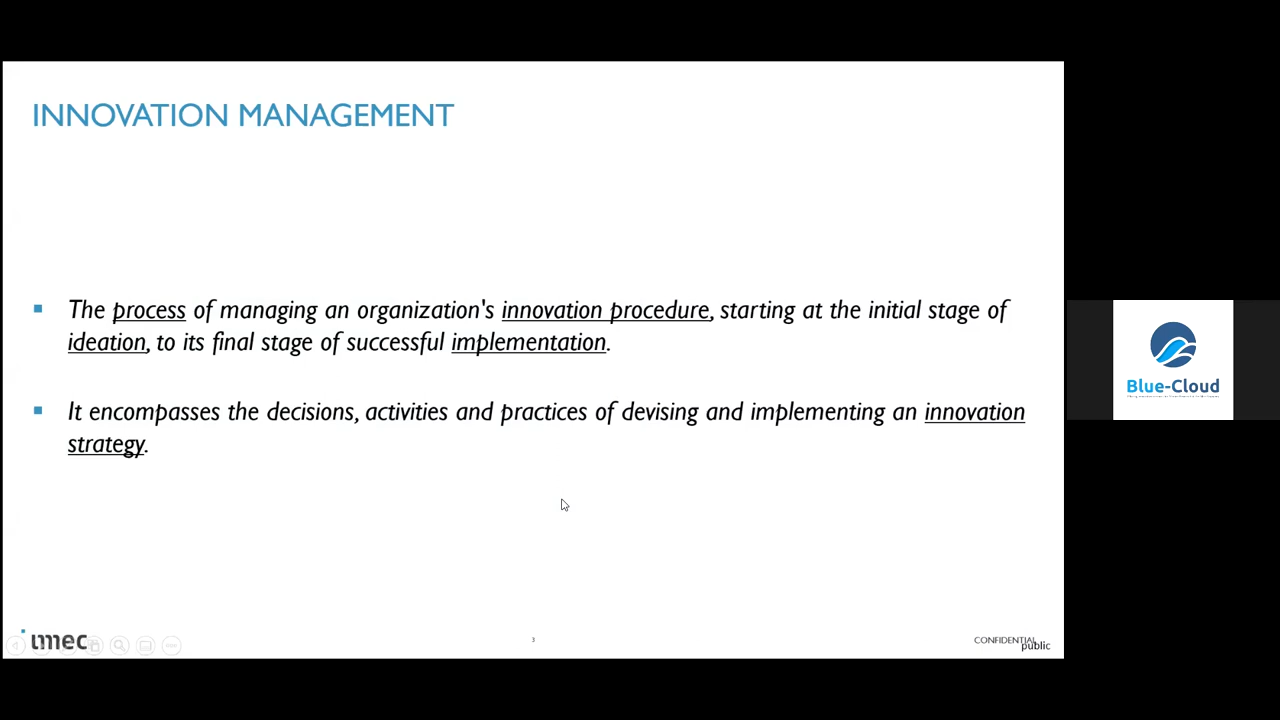 INNOVATION MANAGEMENT
▪ The process of managing an organization's innovation procedure, starting at the initial stage of
ideation, to its final stage of successful implementation.
▪ It encompasses the decisions, activities and practices of devising and implementing an innovation
strategy.
Blue-Cloud
imec
3
CONFIDENTIAL
public